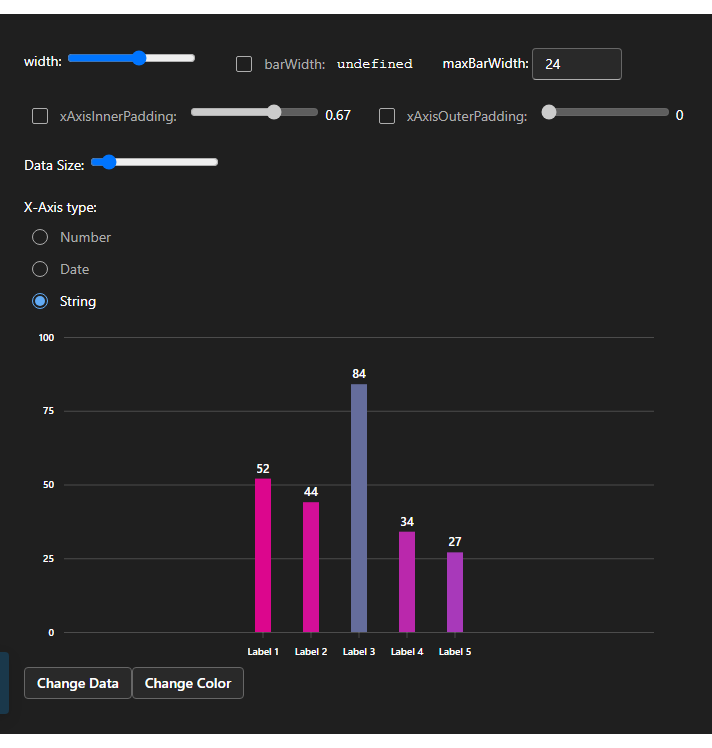 width: barWidth: undefined maxBarWidth: 24
xAxisInnerPadding: 0.67 xAxisOuterPadding: 0
Data Size:
X-Axis type:
Number
Date
String
100
84
75
52
44
50
34
27
25
0
Label 1 Label 2 Label 3 Label 4 Label 5
Change Data Change Color